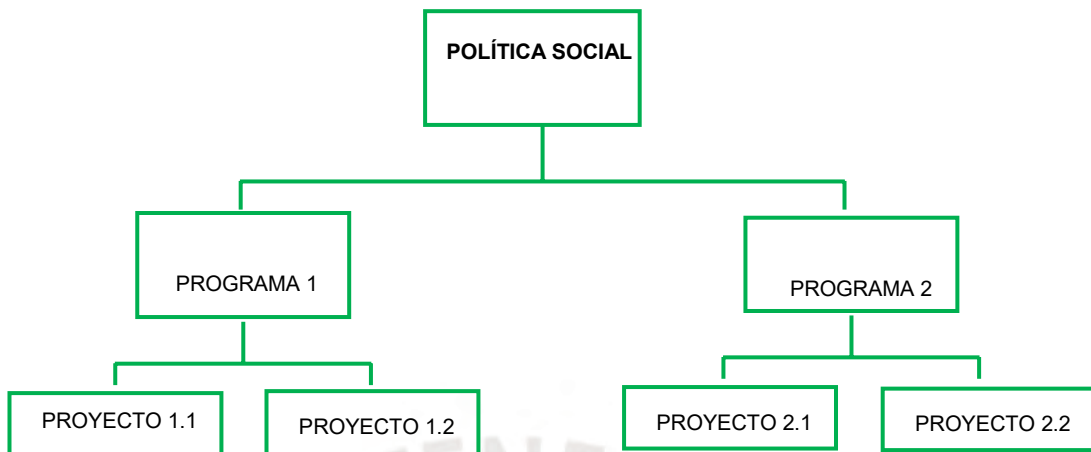 POLÍTICA SOCIAL
PROGRAMA 1
PROGRAMA 2
PROYECTO 1.1
PROYECTO 1.2
PROYECTO 2.1
PROYECTO 2.2